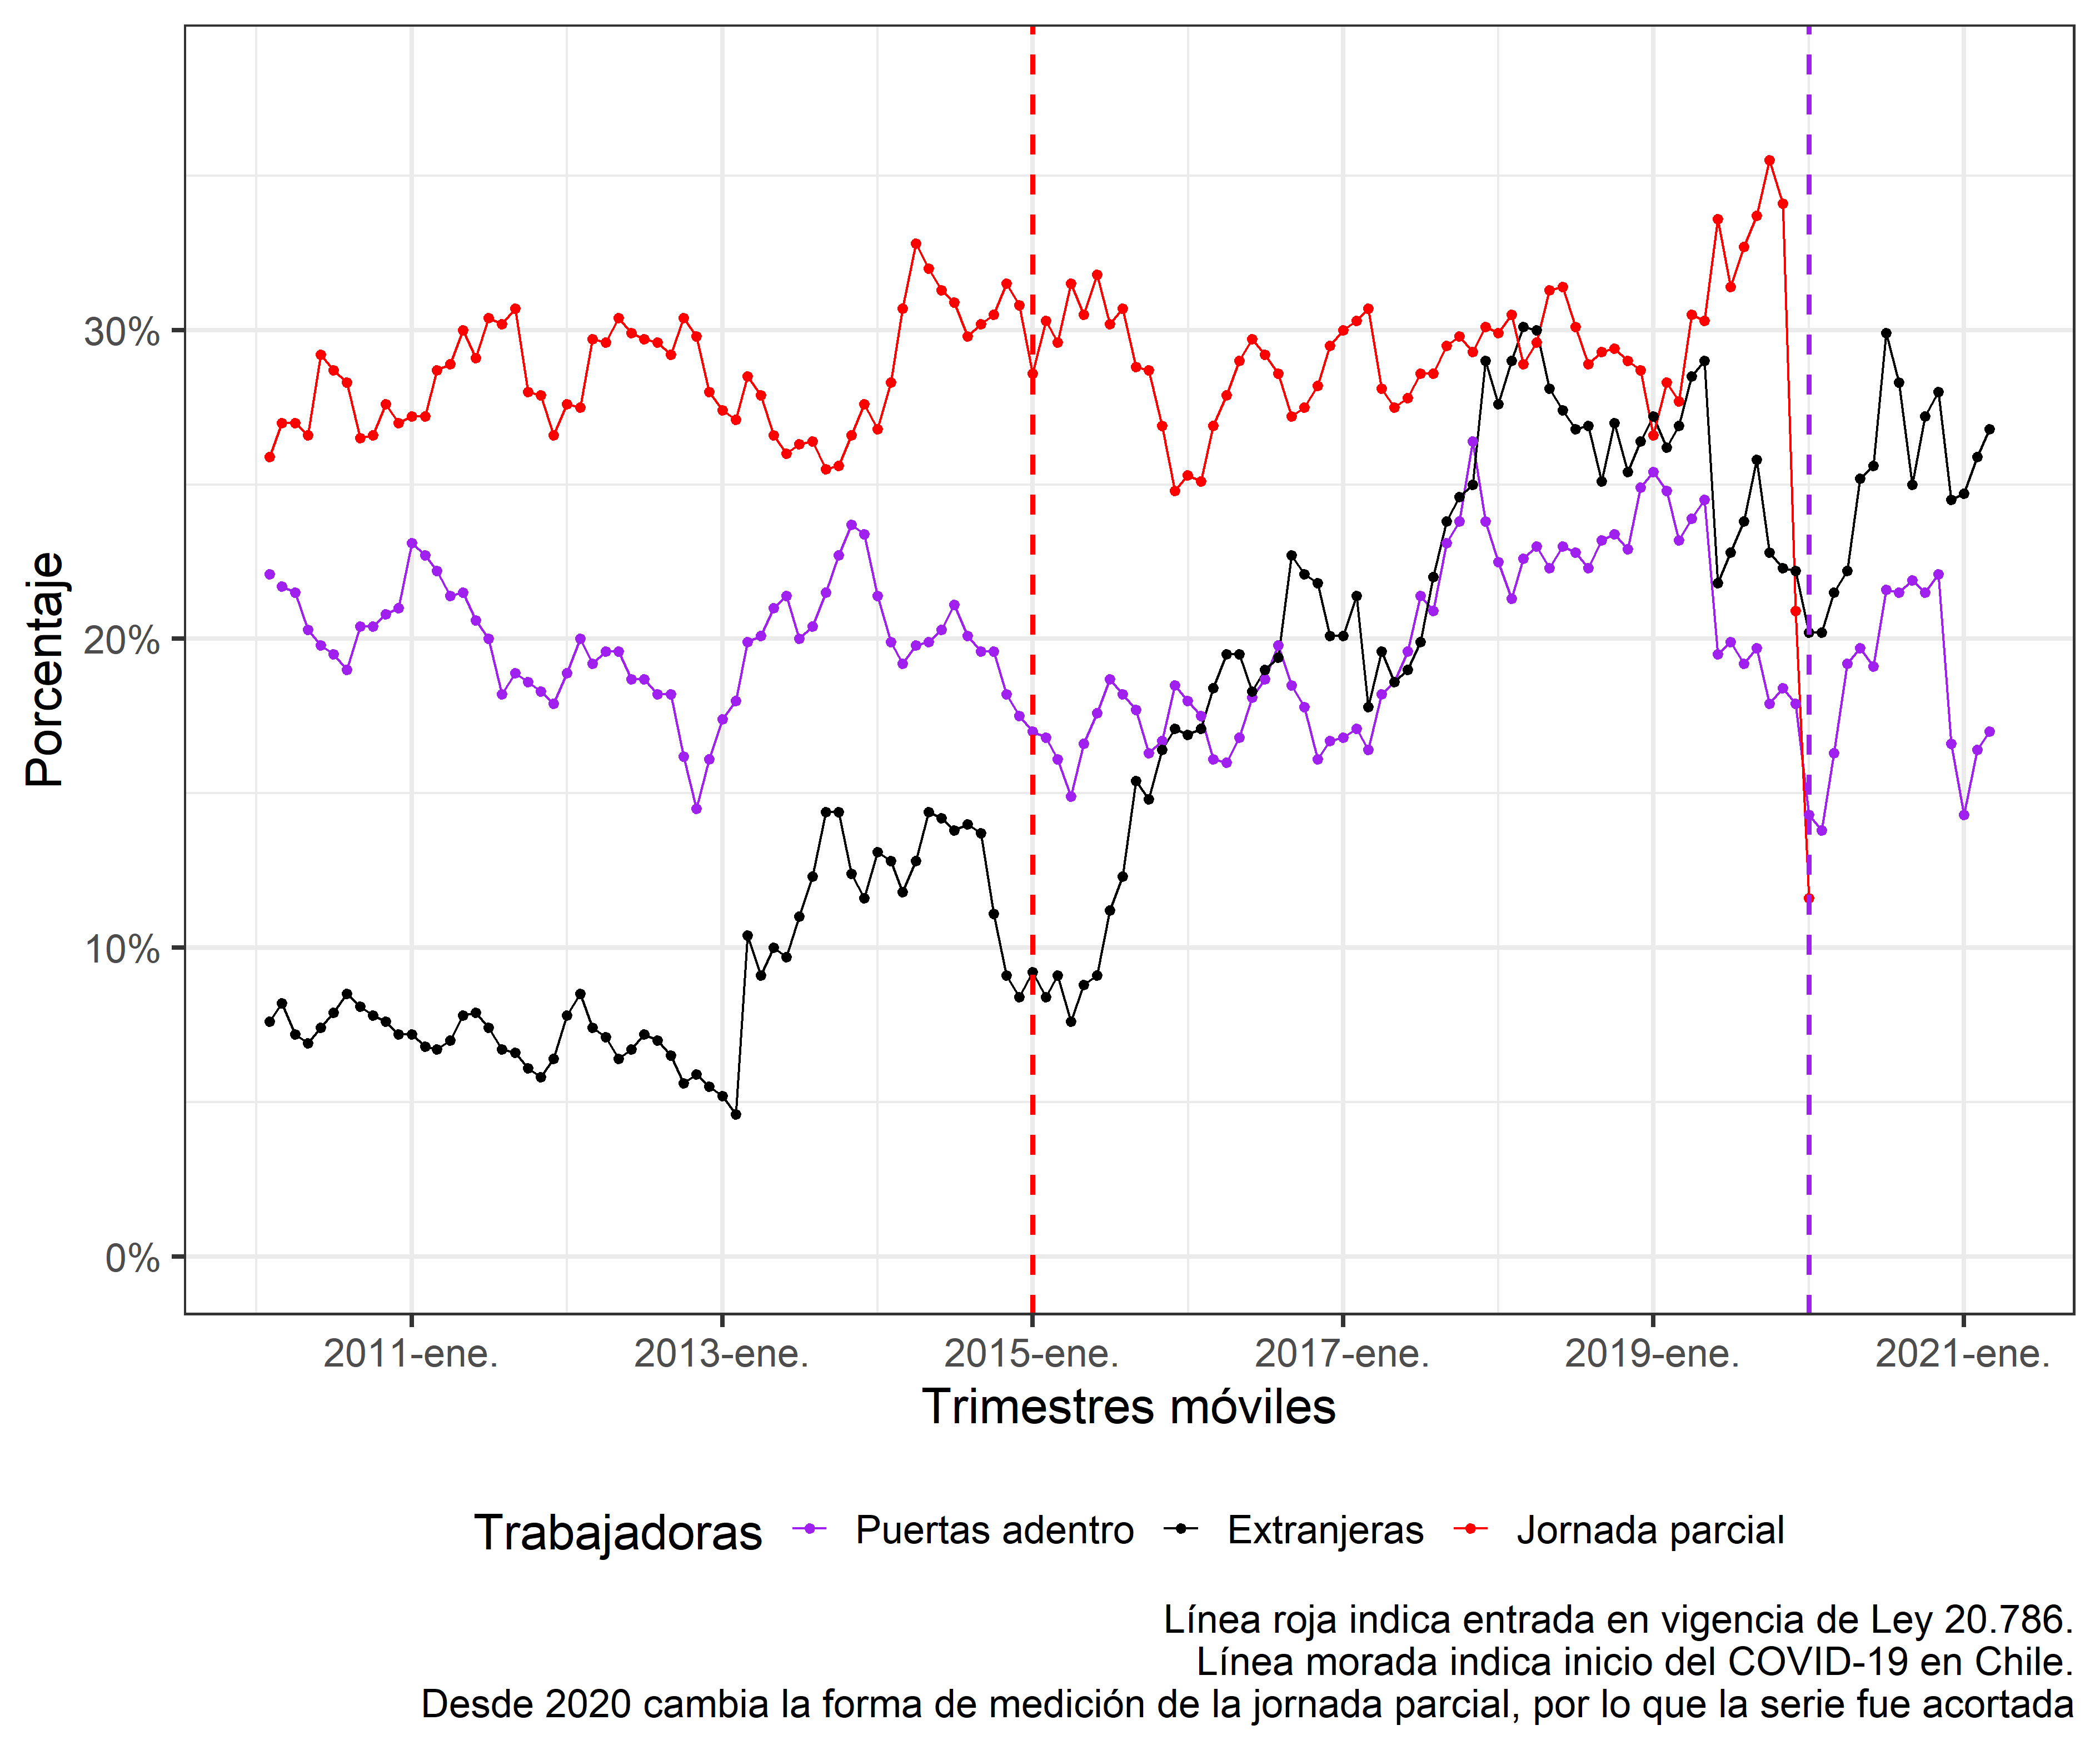 Porcentaje
30%
20%
10%
0%
2011-ene.
2013-ene.
2015-ene.
2017-ene.
2019-ene.
2021-ene.
Trimestres móviles
Trabajadoras
Puertas adentro
Extranjeras
Jornada parcial
Línea roja indica entrada en vigencia de Ley 20.786.
Línea morada indica inicio del COVID-19 en Chile.
Desde 2020 cambia la forma de medición de la jornada parcial, por lo que la serie fue acortada